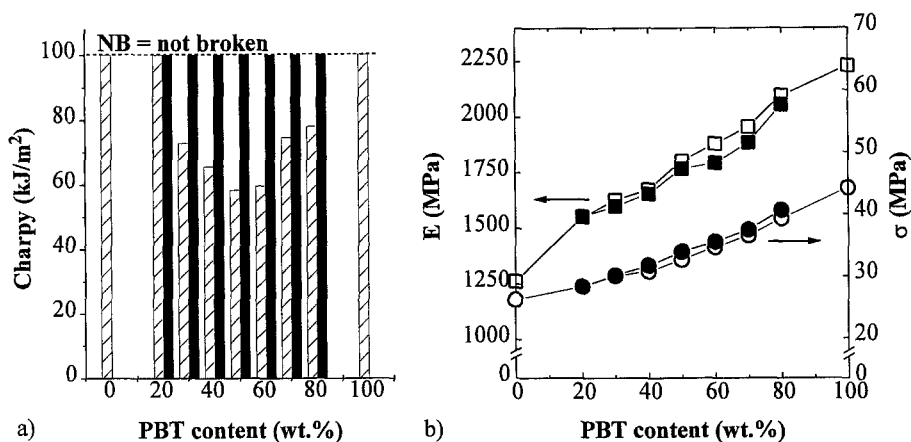 NB = not broken
100
80
60
40
20
0
Charpy (kJ/m²)
0 20 40 60 80 100
a) PBT content (wt.%)
2250
2000
1750
1500
1250
1000
0
E (MPa)
70
60
50
40
30
20
0
σ (MPa)
0 20 40 60 80 100
b) PBT content (wt.%)